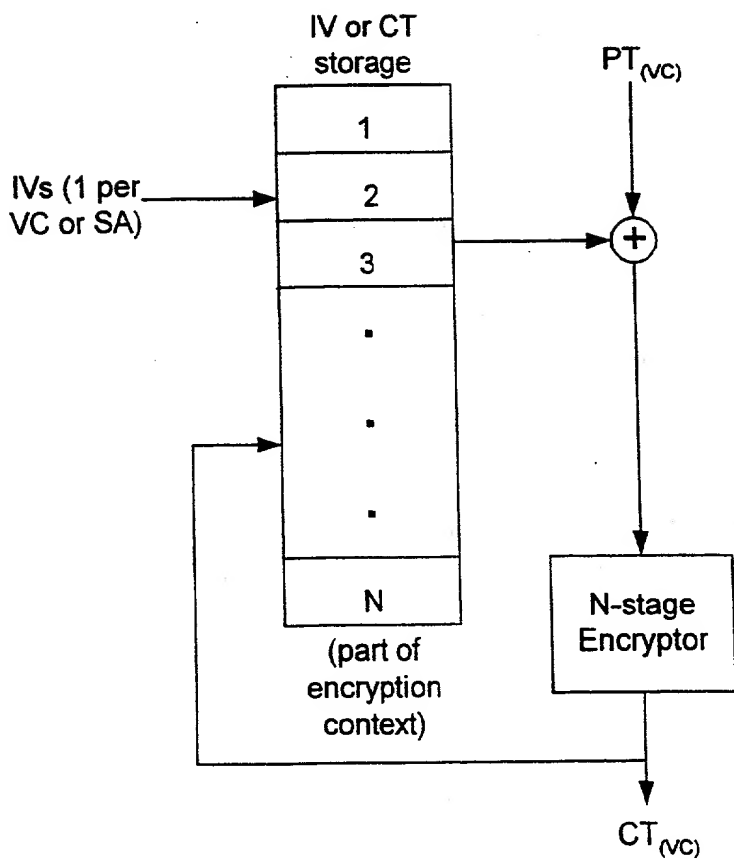 IV or CT
storage
PT(VC)
1
IVs (1 per
VC or SA)
2
+
3
N
N-stage
Encryptor
(part of
encryption
context)
CT(VC)